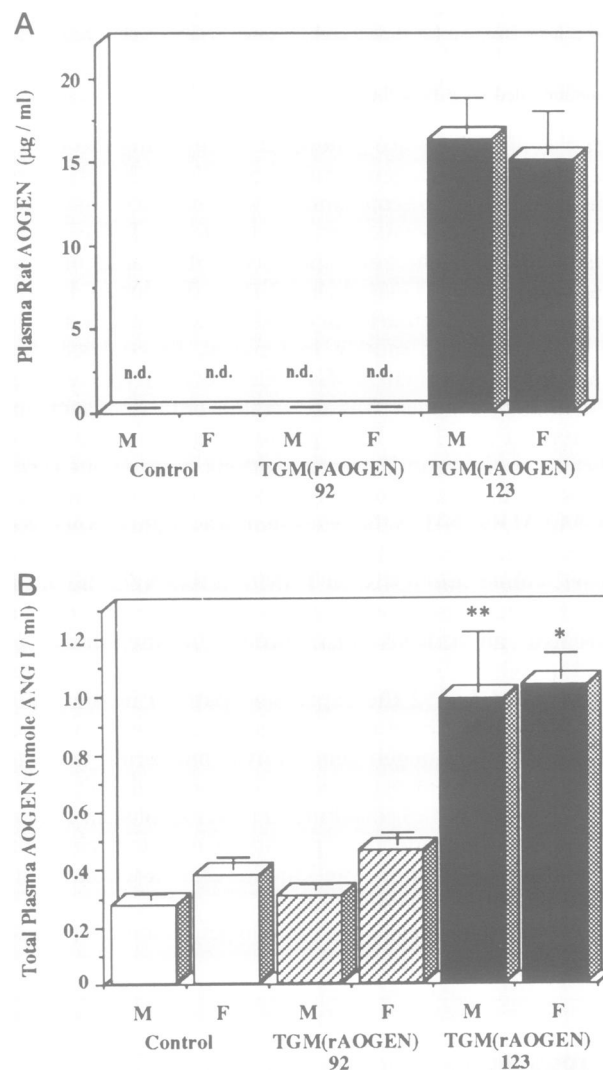 A
Plasma Rat AOGEN (µg / ml)
20
15
10
5
0
n.d.
n.d.
n.d.
n.d.
M
F
M
F
M
F
Control
TGM(rAOGEN)
92
TGM(rAOGEN)
123
B
Total Plasma AOGEN (nmole ANG I / ml)
1.2
1.0
0.8
0.6
0.4
0.2
0
**
*
M
F
M
F
M
F
Control
TGM(rAOGEN)
92
TGM(rAOGEN)
123